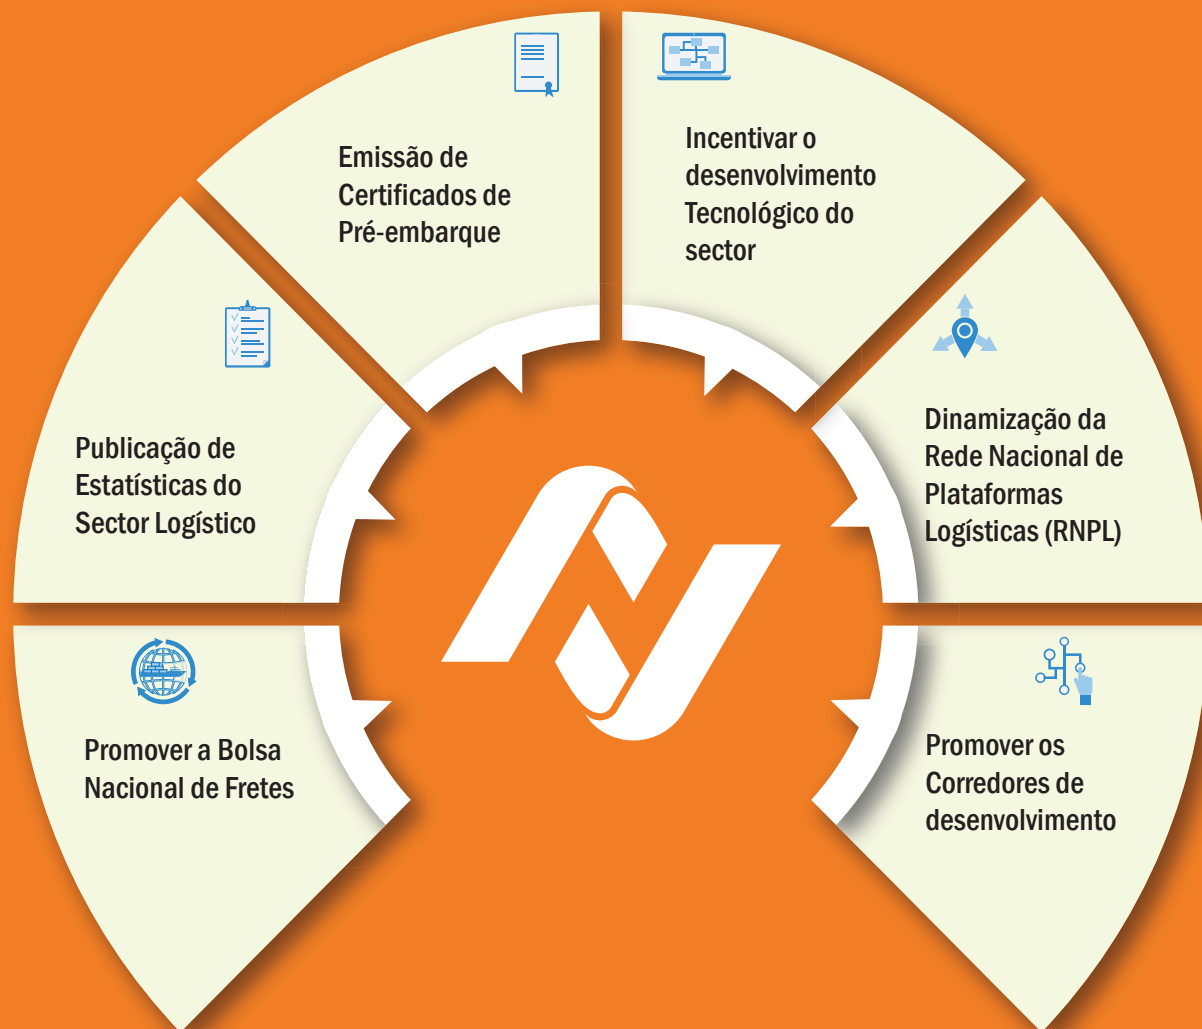 Emissão de
Certificados de
Pré-embarque
Incentivar o
desenvolvimento
Tecnológico do
sector
Publicação de
Estatísticas do
Sector Logístico
Dinamização da
Rede Nacional de
Plataformas
Logísticas (RNPL)
Promover a Bolsa
Nacional de Fretes
Promover os
Corredores de
desenvolvimento